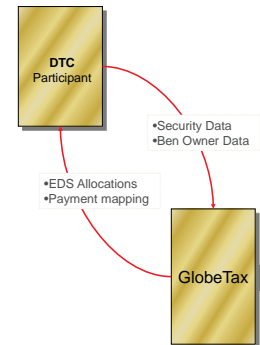 DTC
Participant
•Security Data
•Ben Owner Data
•EDS Allocations
•Payment mapping
GlobeTax